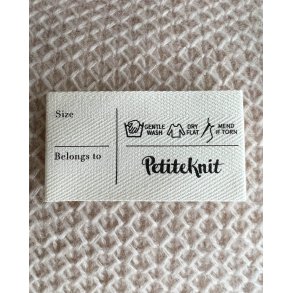 Size
GENTLE WASH
DRY FLAT
MEND IF TORN
Belongs to
PetiteKnit